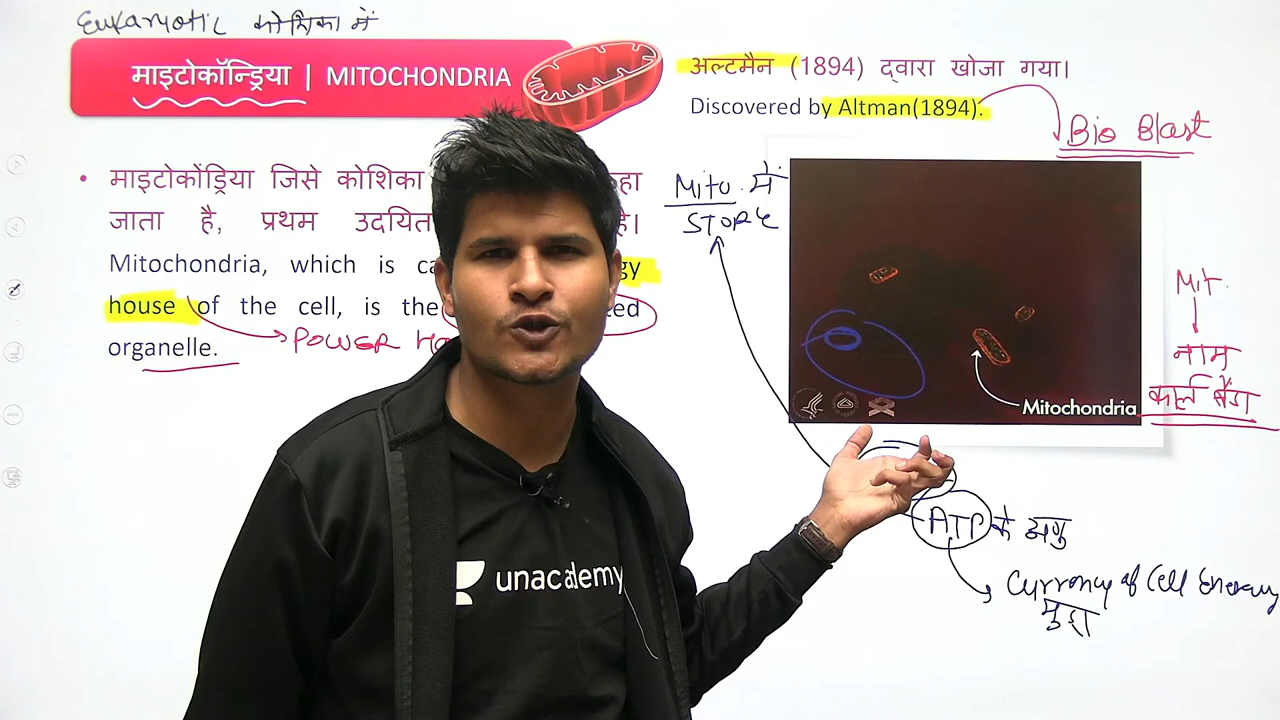 Eukaryotic कोशिका में
माइटोकॉन्ड्रिया | MITOCHONDRIA
अल्टमैन (1894) द्वारा खोजा गया।
Discovered by Altman(1894).
Bio Blast
माइटोकोंड्रिया जिसे कोशिका
जाता है, प्रथम उदयित है।
Mitochondria, which is
house of the cell, is the
organelle.
POWER
Mito. में
STORE
Mitochondria
Mit.
नाम
कार्ल बेंडा
ATP के अणु
Currency of Cell Energy
मुद्रा
unacademy